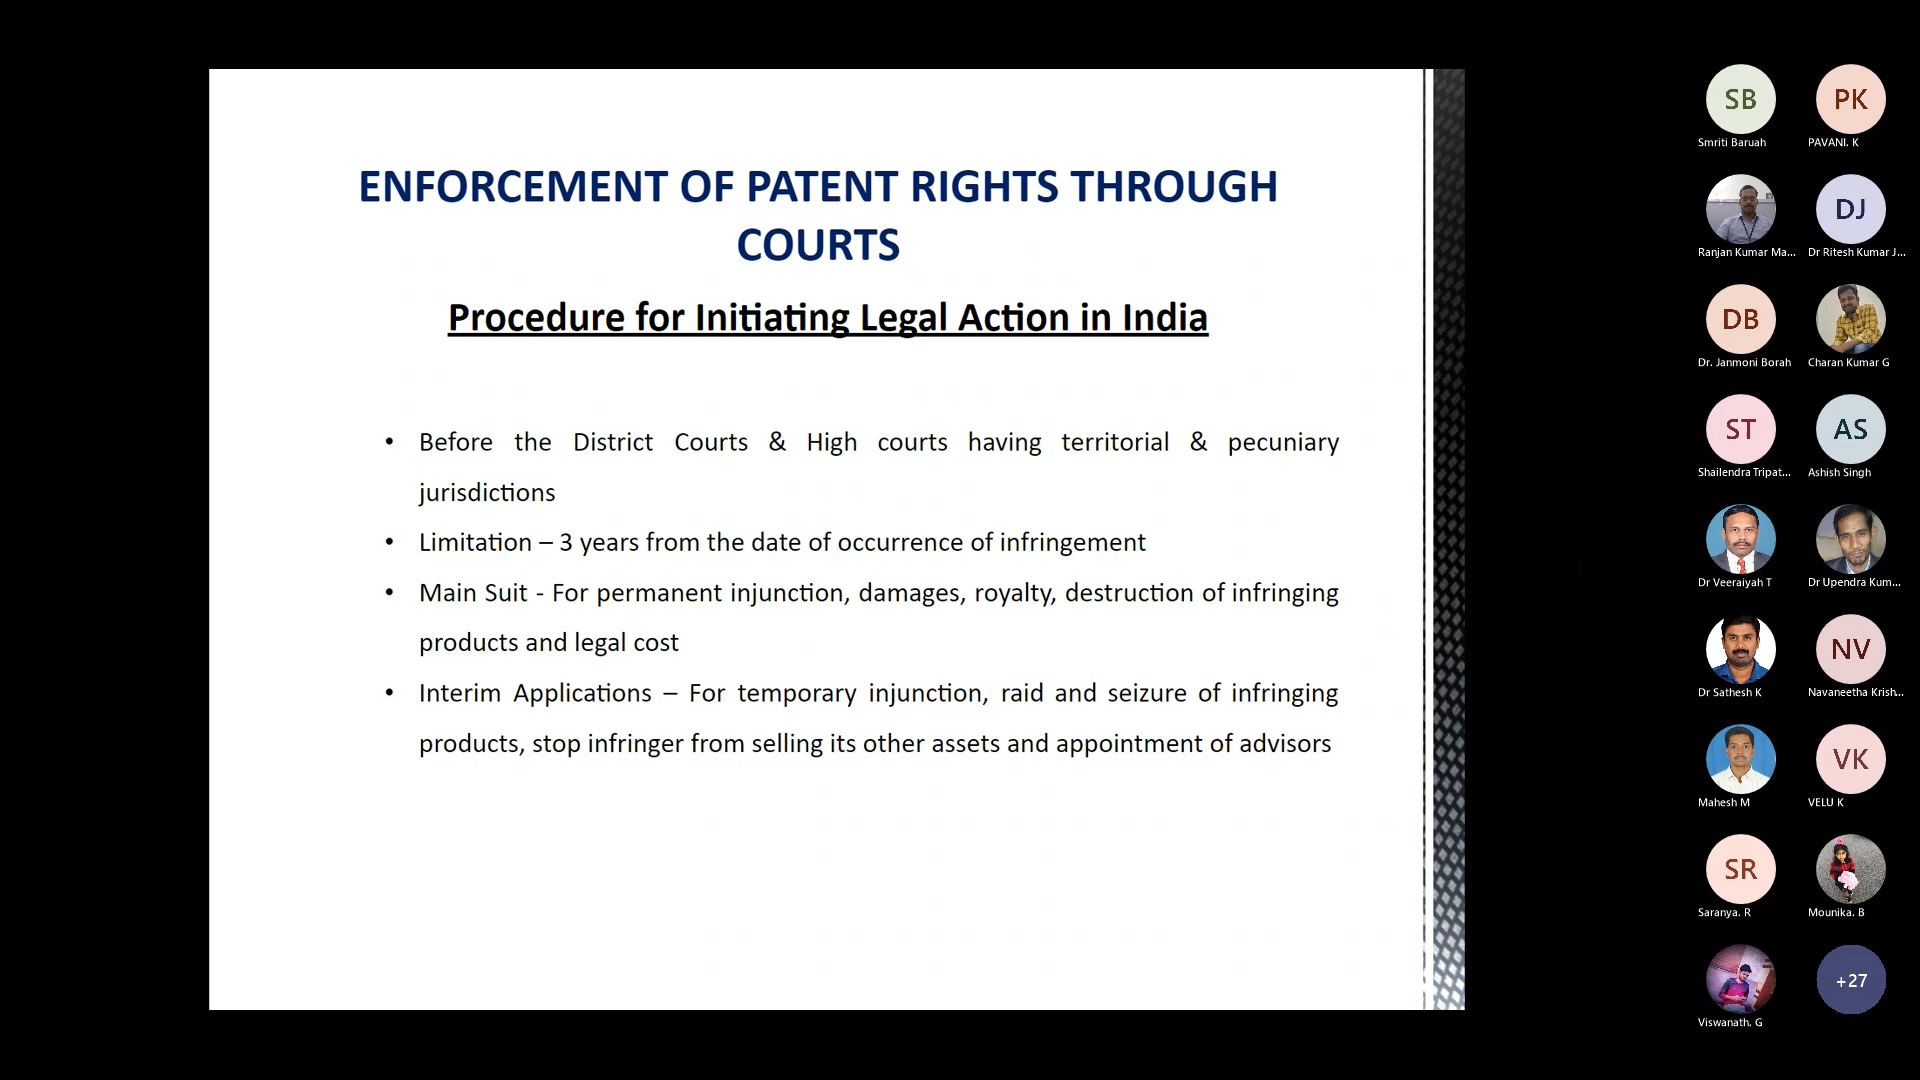 ENFORCEMENT OF PATENT RIGHTS THROUGH
COURTS
Procedure for Initiating Legal Action in India
• Before the District Courts & High courts having territorial & pecuniary
jurisdictions
• Limitation – 3 years from the date of occurrence of infringement
• Main Suit - For permanent injunction, damages, royalty, destruction of infringing
products and legal cost
• Interim Applications – For temporary injunction, raid and seizure of infringing
products, stop infringer from selling its other assets and appointment of advisors
SB
Smriti Baruah
PK
PAVANI. K
Ranjan Kumar Ma...
DJ
Dr Ritesh Kumar J...
DB
Dr. Janmoni Borah
Charan Kumar G
ST
Shailendra Tripat...
AS
Ashish Singh
Dr Veeraiyah T
Dr Upendra Kum...
Dr Sathesh K
NV
Navaneetha Krish...
Mahesh M
VK
VELU K
SR
Saranya. R
Mounika. B
Viswanath. G
+27